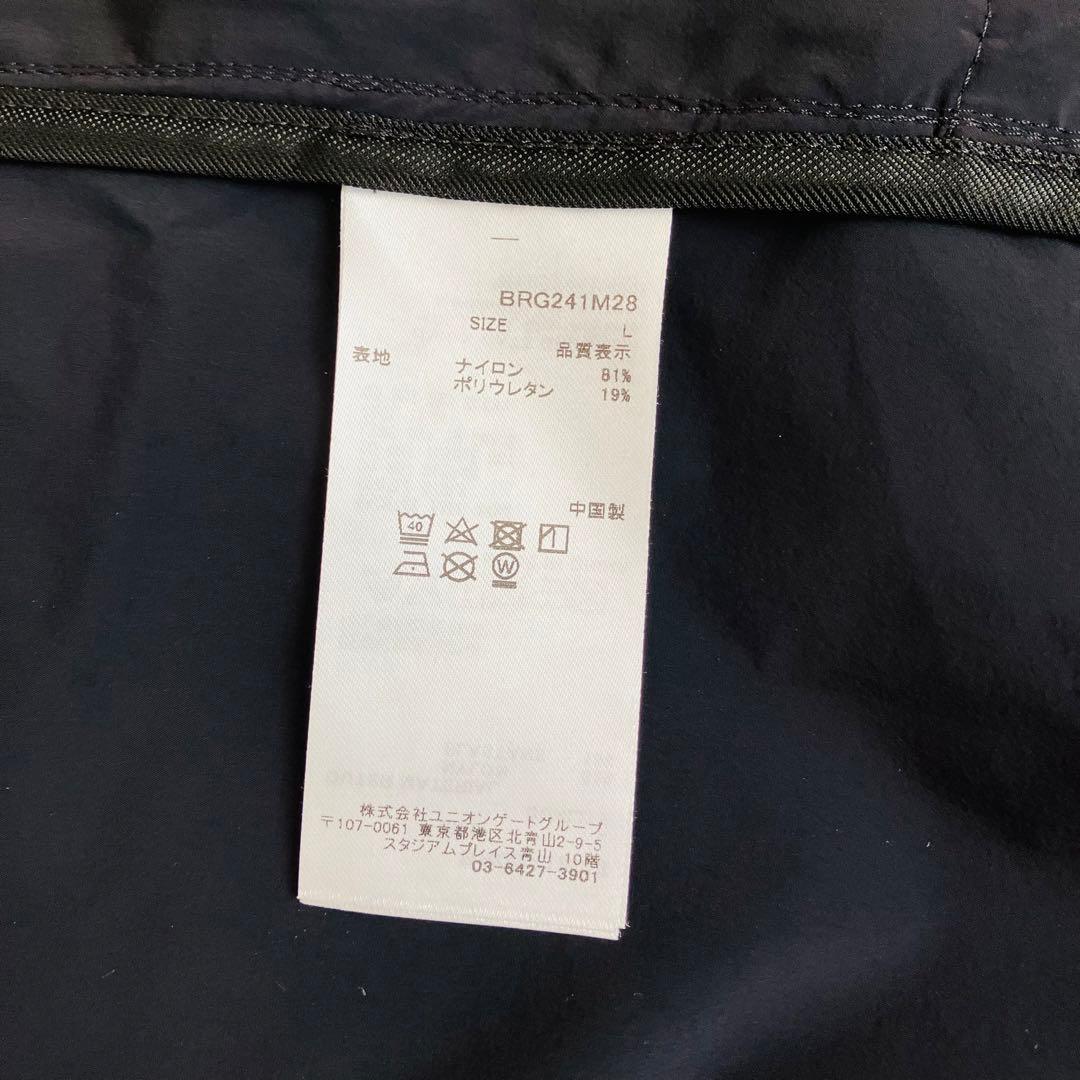 BRG241M28
SIZE L
品質表示
表地 ナイロン 81%
ポリウレタン 19%
中国製
40
W
株式会社ユニオンゲートグループ
〒107-0061 東京都港区北青山2-9-5
スタジアムプレイス青山 10階
03-6427-3901